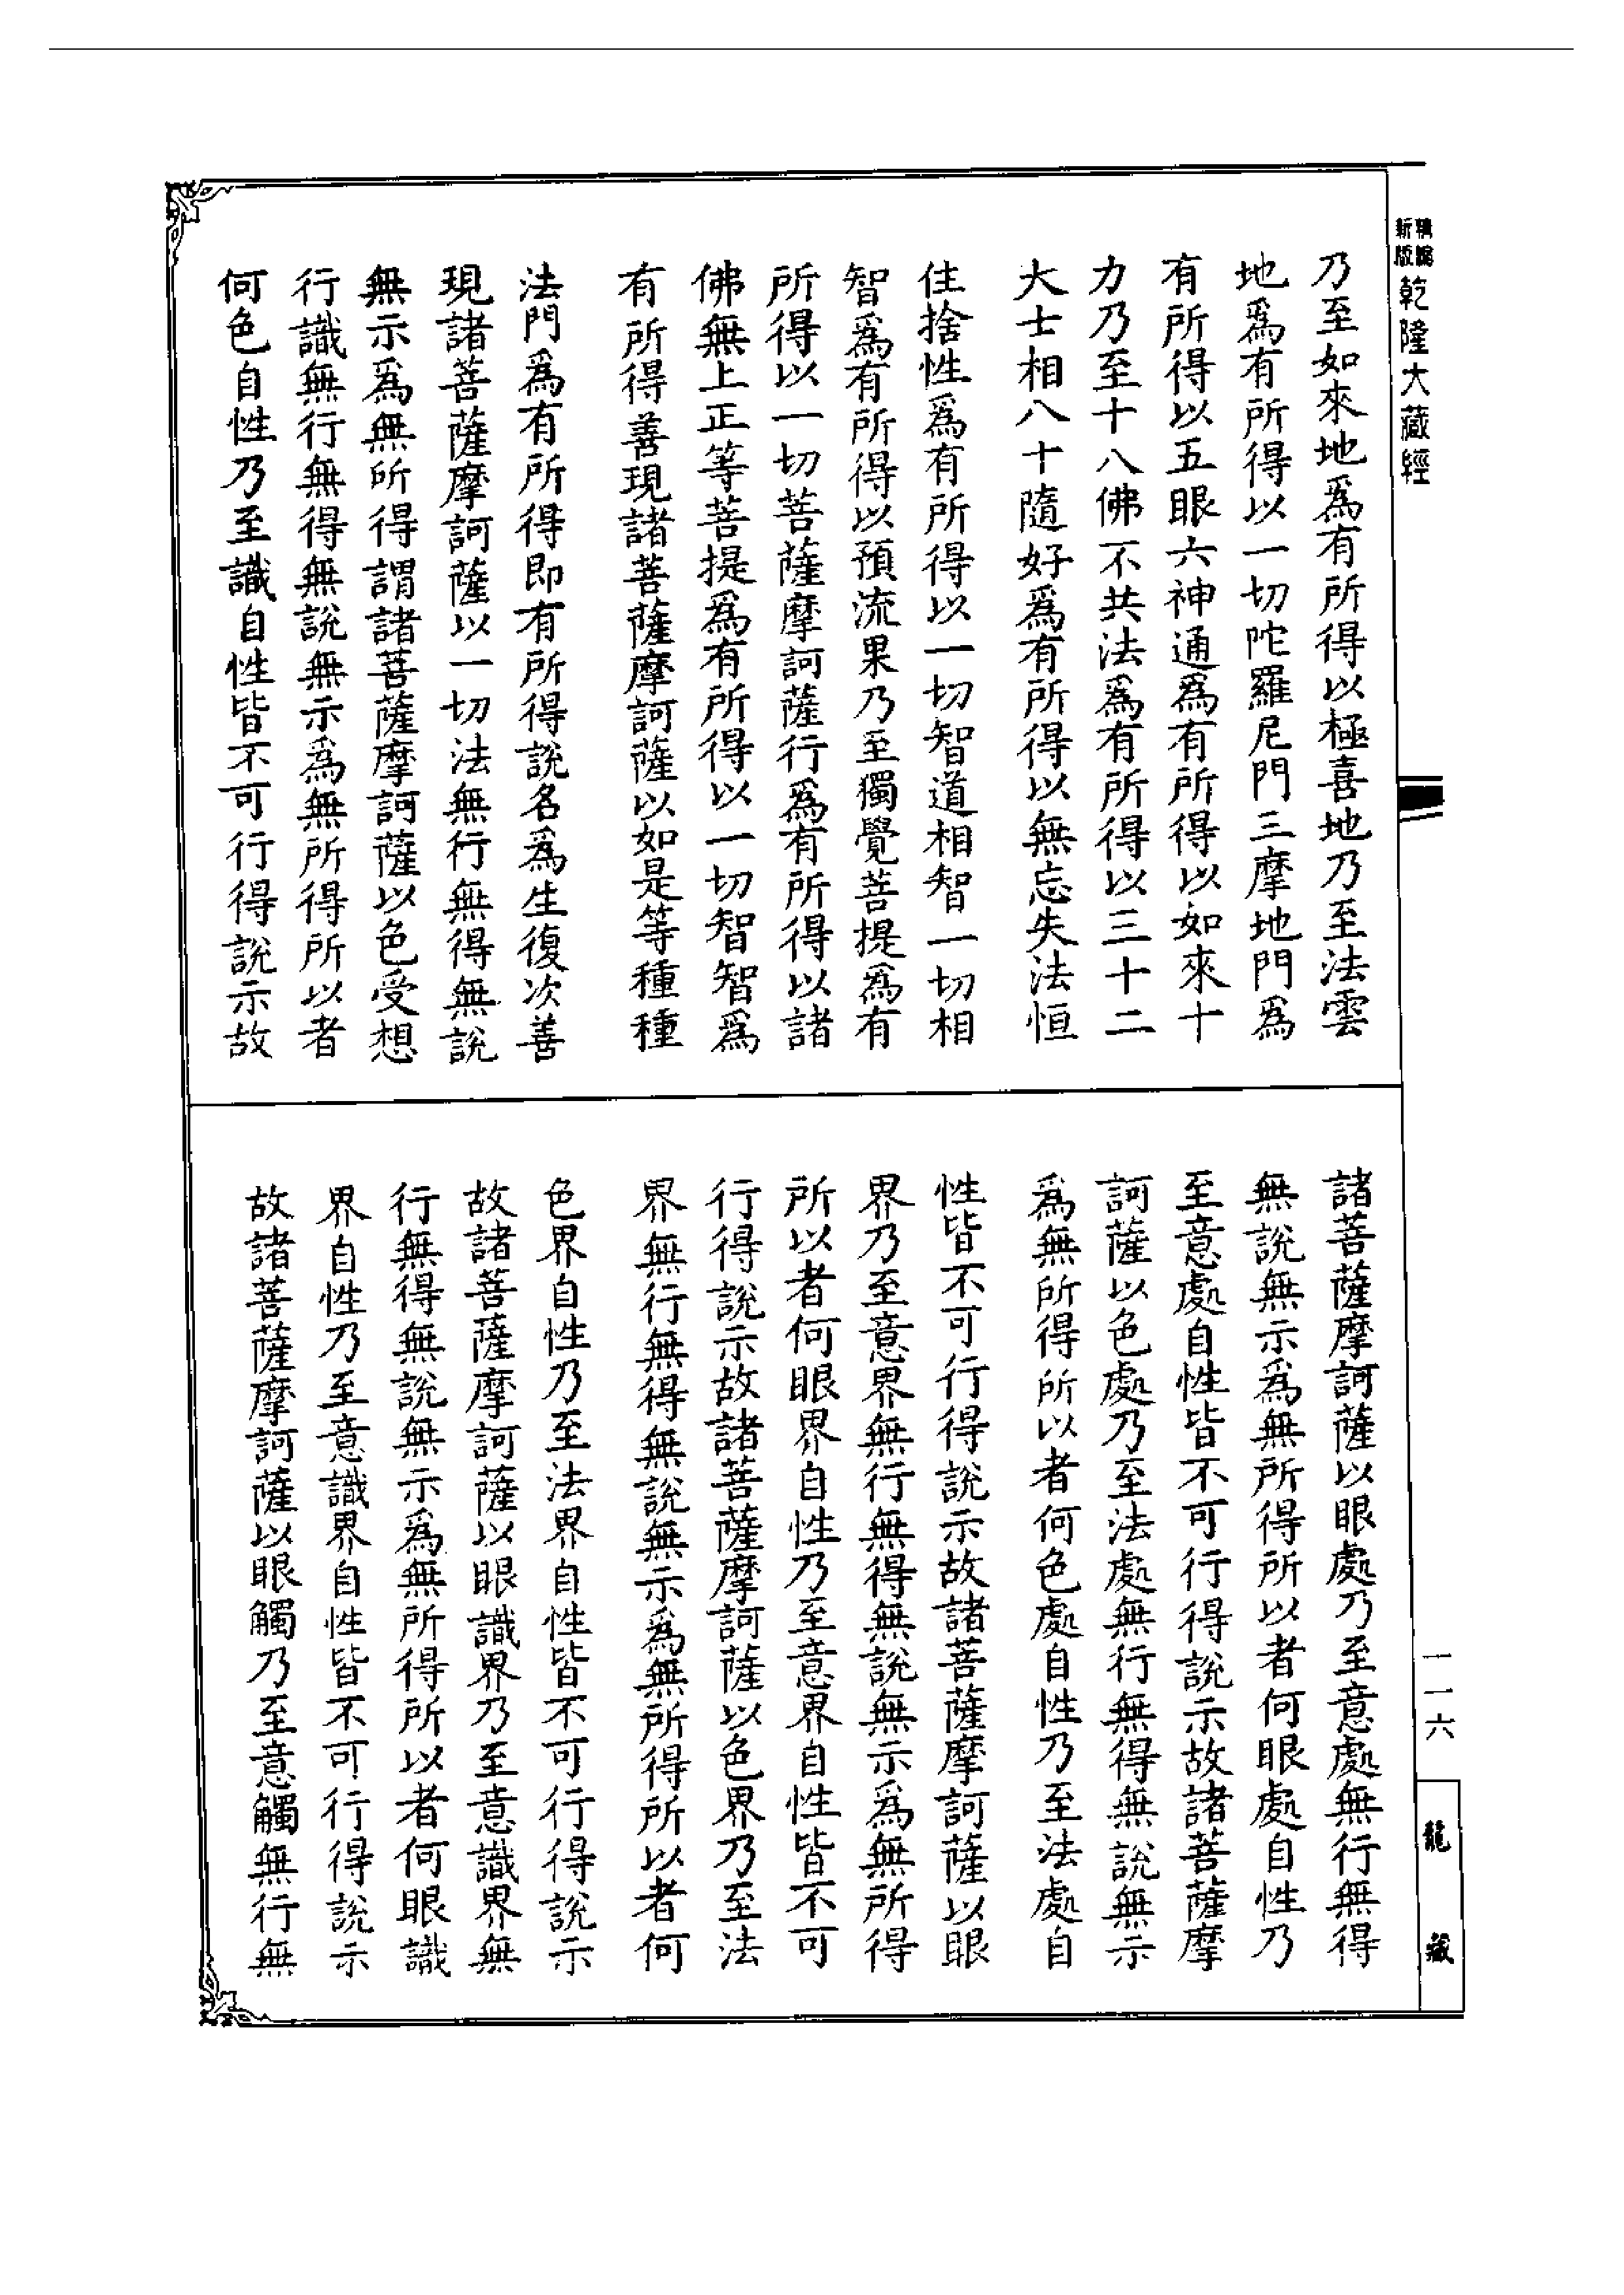 新版
精編
乾隆大藏經
乃至如來地爲有所得以極喜地乃至法雲
地爲有所得以一切陀羅尼門三摩地門爲
有所得以五眼六神通爲有所得以如來十
力乃至十八佛不共法爲有所得以三十二
大士相八十隨好爲有所得以無忘失法恒
住捨性爲有所得以一切智道相智一切相
智爲有所得以預流果乃至獨覺菩提爲有
所得以一切菩薩摩訶薩行爲有所得以諸
佛無上正等菩提爲有所得以一切智智爲
有所得善現諸菩薩摩訶薩以如是等種種
法門爲有所得即有所得說名爲生復次善
現諸菩薩摩訶薩以一切法無行無得無說
無示爲無所得謂諸菩薩摩訶薩以色受想
行識無行無得無說無示爲無所得所以者
何色自性乃至識自性皆不可行得說示故
諸菩薩摩訶薩以眼處乃至意處無行無得
無說無示爲無所得所以者何眼處自性乃
至意處自性皆不可行得說示故諸菩薩摩
訶薩以色處乃至法處無行無得無說無示
爲無所得所以者何色處自性乃至法處自
性皆不可行得說示故諸菩薩摩訶薩以眼
界乃至意界無行無得無說無示爲無所得
所以者何眼界自性乃至意界自性皆不可
行得說示故諸菩薩摩訶薩以色界乃至法
界無行無得無說無示爲無所得所以者何
色界自性乃至法界自性皆不可行得說示
故諸菩薩摩訶薩以眼識界乃至意識界無
行無得無說無示爲無所得所以者何眼識
界自性乃至意識界自性皆不可行得說示
故諸菩薩摩訶薩以眼觸乃至意觸無行無
一一六
龍藏